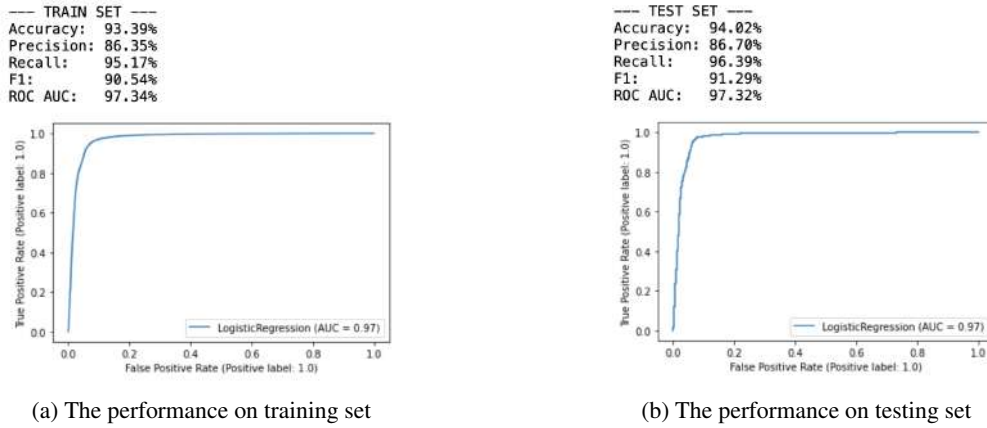 --- TRAIN SET ---
Accuracy: 93.39%
Precision: 86.35%
Recall: 95.17%
F1: 90.54%
ROC AUC: 97.34%
True Positive Rate (Positive label: 1.0)
1.0
0.8
0.6
0.4
0.2
0.0
LogisticRegression (AUC = 0.97)
0.0 0.2 0.4 0.6 0.8 1.0
False Positive Rate (Positive label: 1.0)
(a) The performance on training set
--- TEST SET ---
Accuracy: 94.02%
Precision: 86.70%
Recall: 96.39%
F1: 91.29%
ROC AUC: 97.32%
True Positive Rate (Positive label: 1.0)
1.0
0.8
0.6
0.4
0.2
0.0
LogisticRegression (AUC = 0.97)
0.0 0.2 0.4 0.6 0.8 1.0
False Positive Rate (Positive label: 1.0)
(b) The performance on testing set